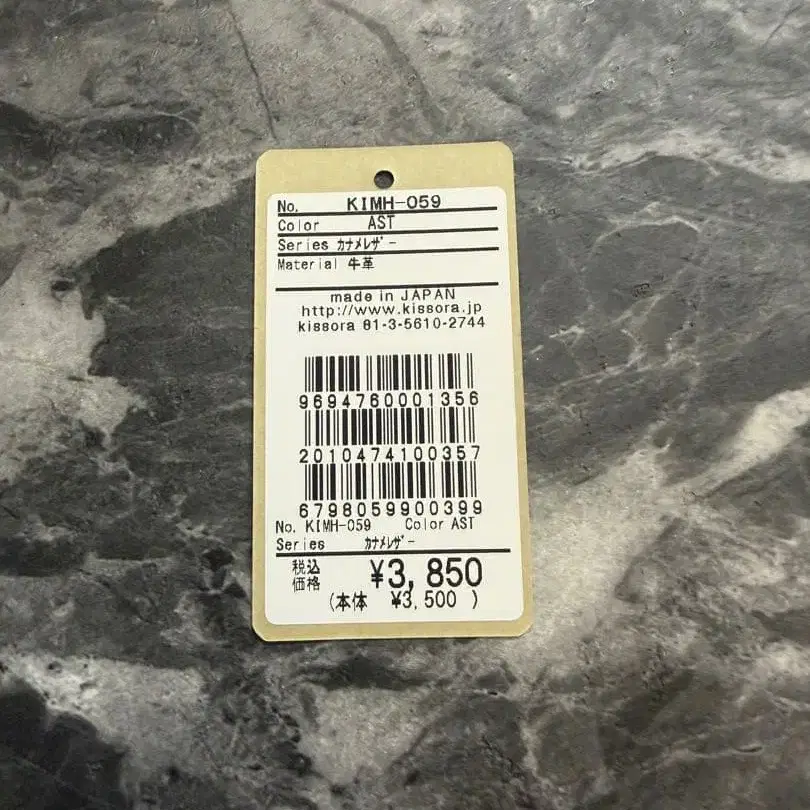 No. KIMH-059
Color AST
Series カナメレザー
Material 牛革
made in JAPAN
http://www.kissora.jp
kissora 81-3-5610-2744
9694760001356
2010474100357
6798059900399
No. KIMH-059 Color AST
Series カナメレザー
税込
価格 ¥3,850
(本体 ¥3,500 )